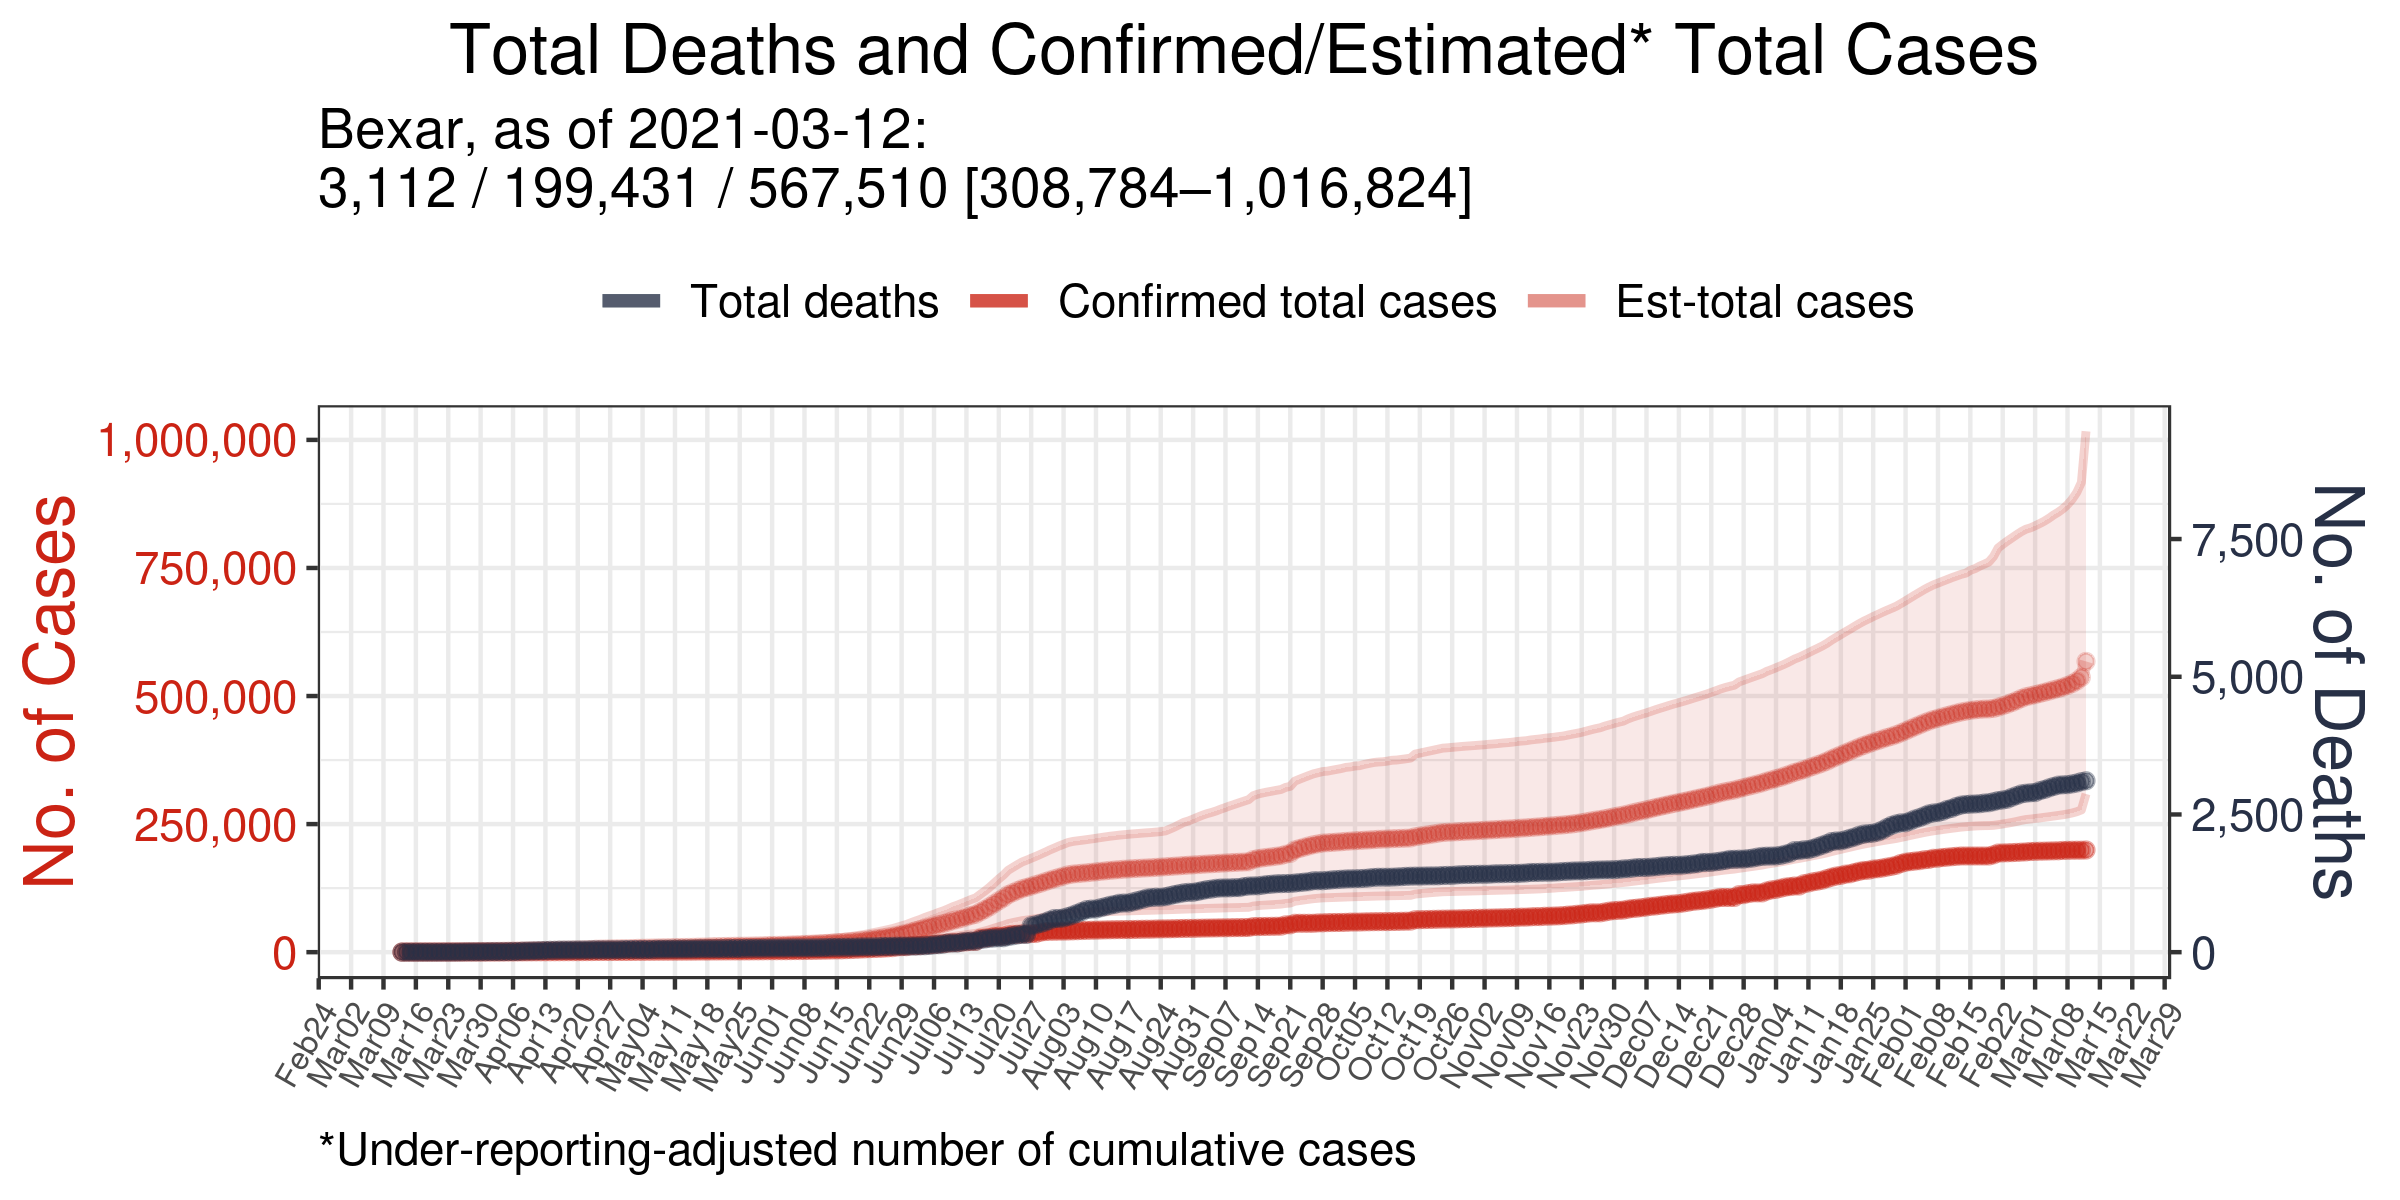 Total Deaths and Confirmed/Estimated* Total Cases
Bexar, as of 2021-03-12:
3,112 / 199,431 / 567,510 [308,784–1,016,824]
Total deaths
Confirmed total cases
Est-total cases
No. of Cases
1,000,000
750,000
500,000
250,000
0
7,500
5,000
2,500
0
No. of Deaths
Feb24
Mar02
Mar09
Mar16
Mar23
Mar30
Apr06
Apr13
Apr20
Apr27
May04
May11
May18
May25
Jun01
Jun08
Jun15
Jun22
Jun29
Jul06
Jul13
Jul20
Jul27
Aug03
Aug10
Aug17
Aug24
Aug31
Sep07
Sep14
Sep21
Sep28
Oct05
Oct12
Oct19
Oct26
Nov02
Nov09
Nov16
Nov23
Nov30
Dec07
Dec14
Dec21
Dec28
Jan04
Jan11
Jan18
Jan25
Feb01
Feb08
Feb15
Feb22
Mar01
Mar08
Mar15
Mar22
Mar29
*Under-reporting-adjusted number of cumulative cases